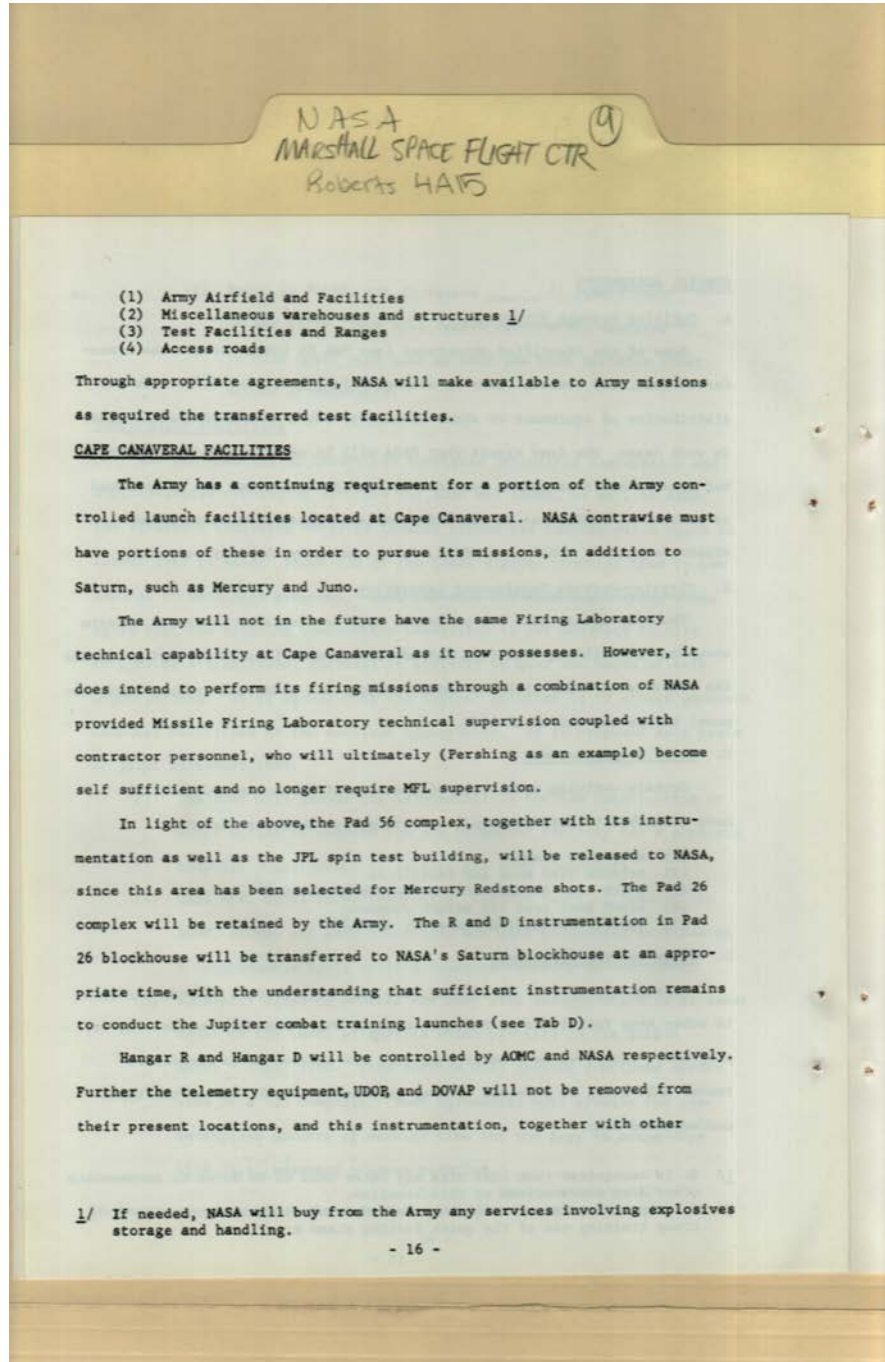 NASA
9
MARSHALL SPACE FLIGHT CTR
Roberts 4A15
(1) Army Airfield and Facilities
(2) Miscellaneous warehouses and structures 1/
(3) Test Facilities and Ranges
(4) Access roads
Through appropriate agreements, NASA will make available to Army missions
as required the transferred test facilities.
CAPE CANAVERAL FACILITIES
The Army has a continuing requirement for a portion of the Army con-
trolled launch facilities located at Cape Canaveral. NASA contrawise must
have portions of these in order to pursue its missions, in addition to
Saturn, such as Mercury and Juno.
The Army will not in the future have the same Firing Laboratory
technical capability at Cape Canaveral as it now possesses. However, it
does intend to perform its firing missions through a combination of NASA
provided Missile Firing Laboratory technical supervision coupled with
contractor personnel, who will ultimately (Pershing as an example) become
self sufficient and no longer require MFL supervision.
In light of the above, the Pad 56 complex, together with its instru-
mentation as well as the JPL spin test building, will be released to NASA,
since this area has been selected for Mercury Redstone shots. The Pad 26
complex will be retained by the Army. The R and D instrumentation in Pad
26 blockhouse will be transferred to NASA's Saturn blockhouse at an appro-
priate time, with the understanding that sufficient instrumentation remains
to conduct the Jupiter combat training launches (see Tab D).
Hangar R and Hangar D will be controlled by AOMC and NASA respectively.
Further the telemetry equipment, UDOP, and DOVAP will not be removed from
their present locations, and this instrumentation, together with other
1/ If needed, NASA will buy from the Army any services involving explosives
storage and handling.
- 16 -